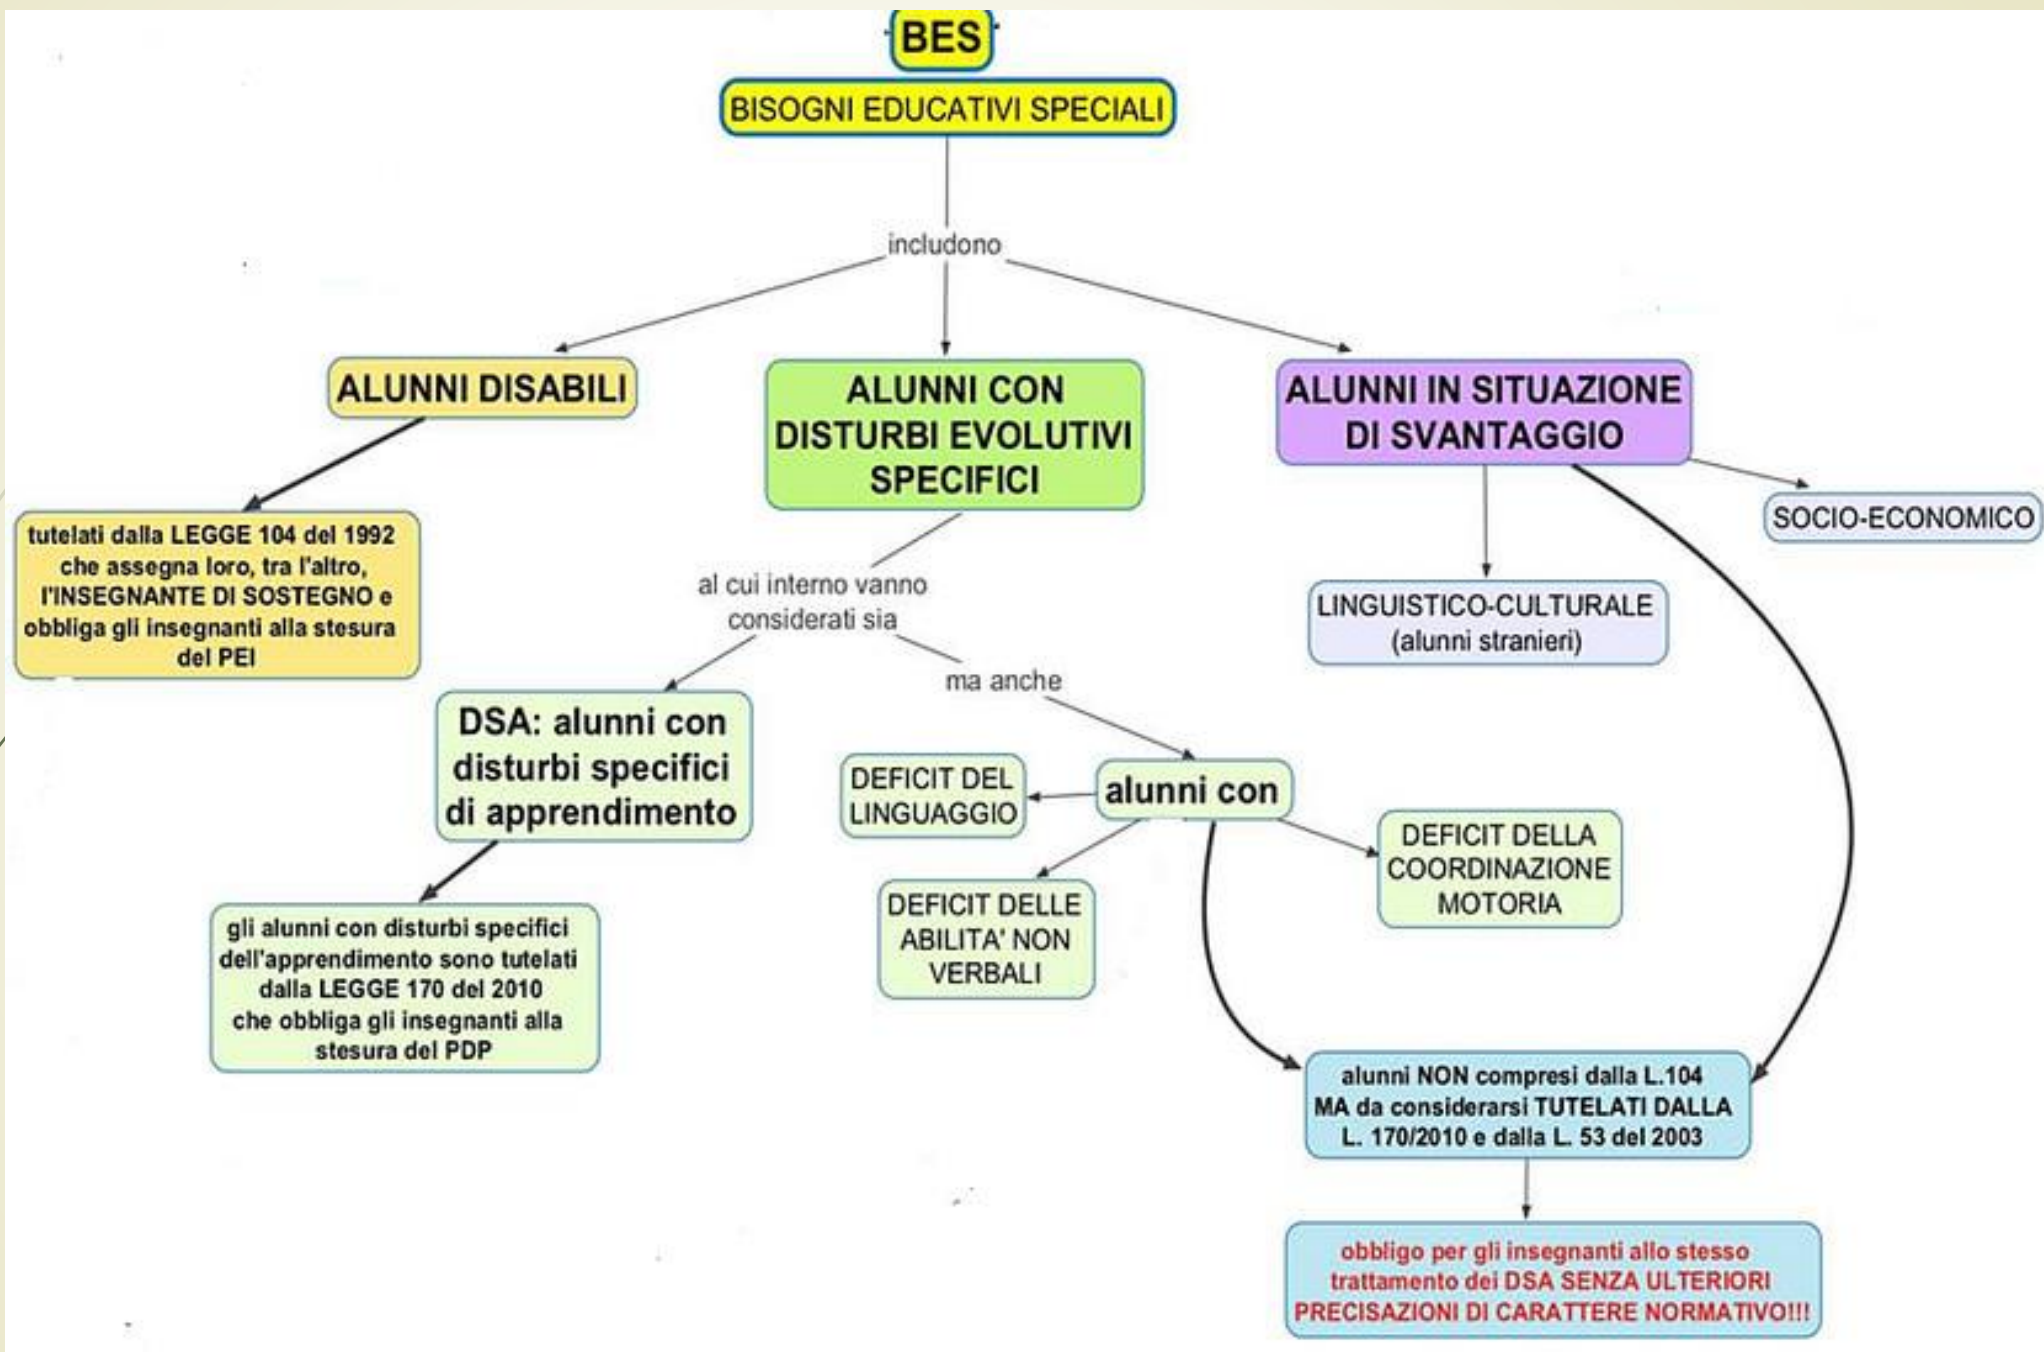 BES
BISOGNI EDUCATIVI SPECIALI
includono
ALUNNI DISABILI
ALUNNI CON
DISTURBI EVOLUTIVI
SPECIFICI
ALUNNI IN SITUAZIONE
DI SVANTAGGIO
tutelati dalla LEGGE 104 del 1992
che assegna loro, tra l'altro,
l'INSEGNANTE DI SOSTEGNO e
obbliga gli insegnanti alla stesura
del PEI
al cui interno vanno
considerati sia
SOCIO-ECONOMICO
LINGUISTICO-CULTURALE
(alunni stranieri)
ma anche
DSA: alunni con
disturbi specifici
di apprendimento
DEFICIT DEL
LINGUAGGIO
alunni con
DEFICIT DELLA
COORDINAZIONE
MOTORIA
DEFICIT DELLE
ABILITA' NON
VERBALI
gli alunni con disturbi specifici
dell'apprendimento sono tutelati
dalla LEGGE 170 del 2010
che obbliga gli insegnanti alla
stesura del PDP
alunni NON compresi dalla L.104
MA da considerarsi TUTELATI DALLA
L. 170/2010 e dalla L. 53 del 2003
obbligo per gli insegnanti allo stesso
trattamento dei DSA SENZA ULTERIORI
PRECISAZIONI DI CARATTERE NORMATIVO!!!